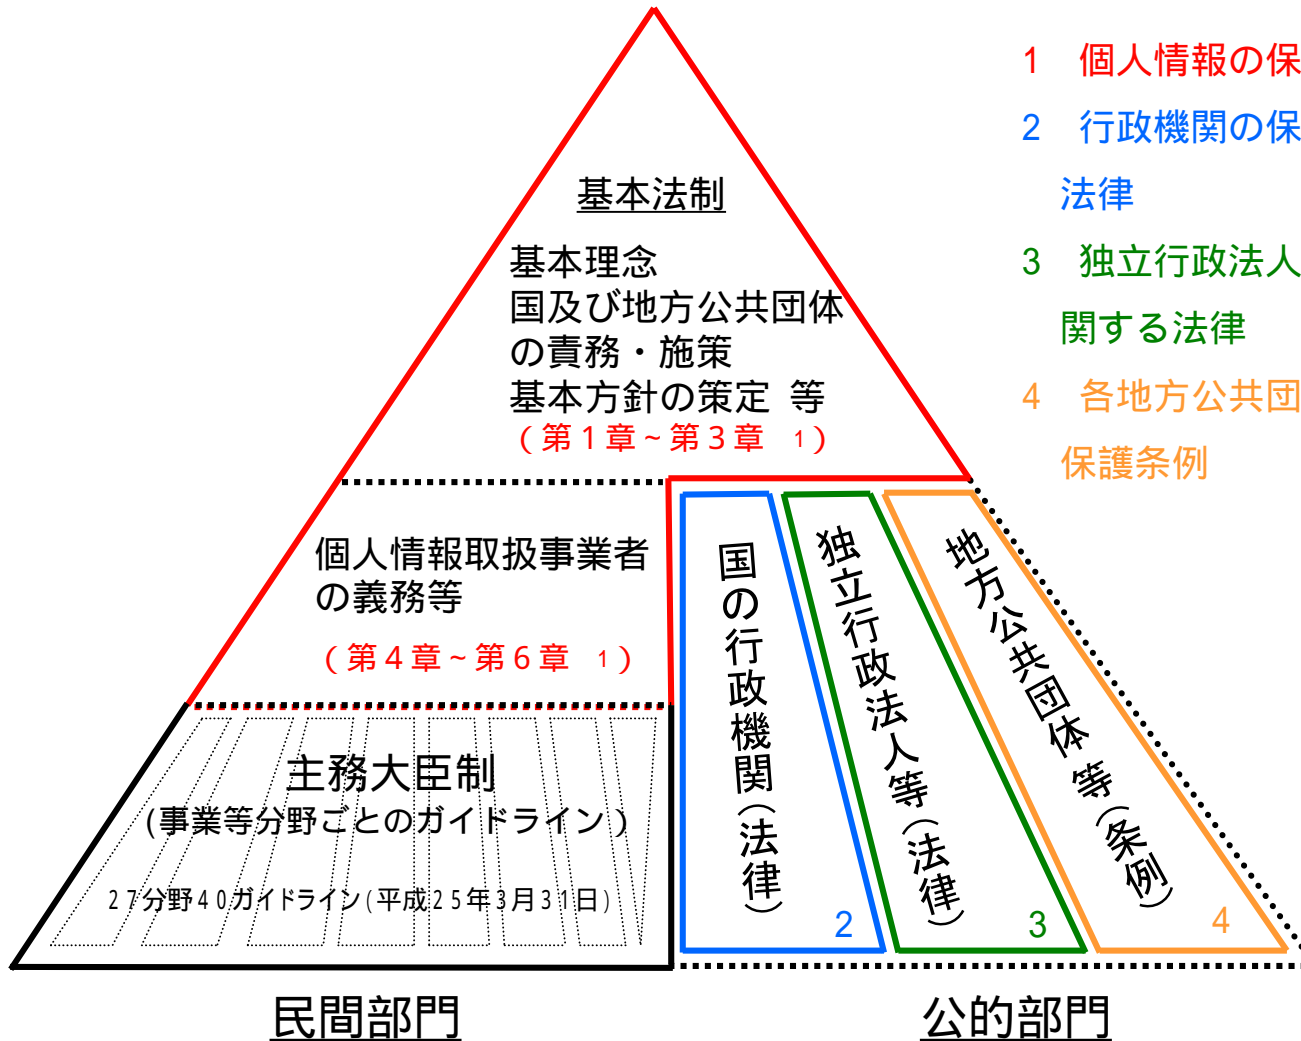 基本法制
基本理念
国及び地方公共団体
の責務・施策
基本方針の策定 等
(第1章~第3章 1)
個人情報取扱事業者
の義務等
(第4章~第6章 1)
主務大臣制
(事業等分野ごとのガイドライン)
27分野40ガイドライン(平成25年3月31日)
国の行政機関(法律)
2
独立行政法人等(法律)
3
地方公共団体等(条例)
4
民間部門
公的部門
1 個人情報の保
2 行政機関の保
法律
3 独立行政法人
関する法律
4 各地方公共団
保護条例